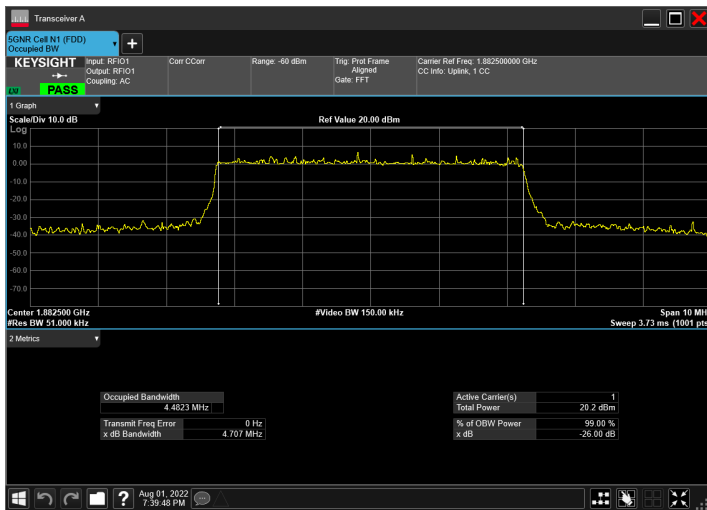 Transceiver A
5GNR Cell N1 (FDD)
Occupied BW
KEYSIGHT
LXI
PASS
Input: RFIO1
Output: RFIO1
Coupling: AC
Corr CCorr
Range: -60 dBm
Trig: Prot Frame
Aligned
Gate: FFT
Carrier Ref Freq: 1.882500000 GHz
CC Info: Uplink, 1 CC
1 Graph
Scale/Div 10.0 dB
Ref Value 20.00 dBm
Log
10.0
0.00
-10.0
-20.0
-30.0
-40.0
-50.0
-60.0
-70.0
Center 1.882500 GHz
#Video BW 150.00 kHz
Span 10 MH
#Res BW 51.000 kHz
Sweep 3.73 ms (1001 pts
2 Metrics
Occupied Bandwidth
4.4823 MHz
Transmit Freq Error 0 Hz
x dB Bandwidth 4.707 MHz
Active Carrier(s) 1
Total Power 20.2 dBm
% of OBW Power 99.00 %
x dB -26.00 dB
Aug 01, 2022
7:39:48 PM